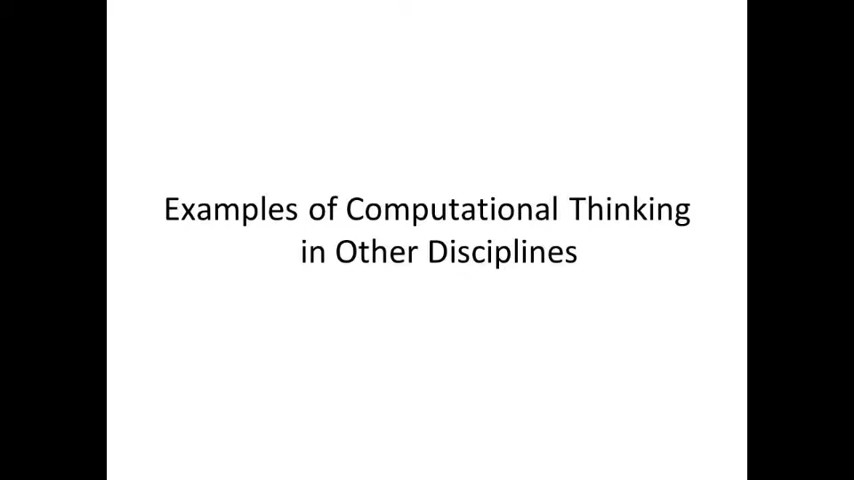 Examples of Computational Thinking
in Other Disciplines